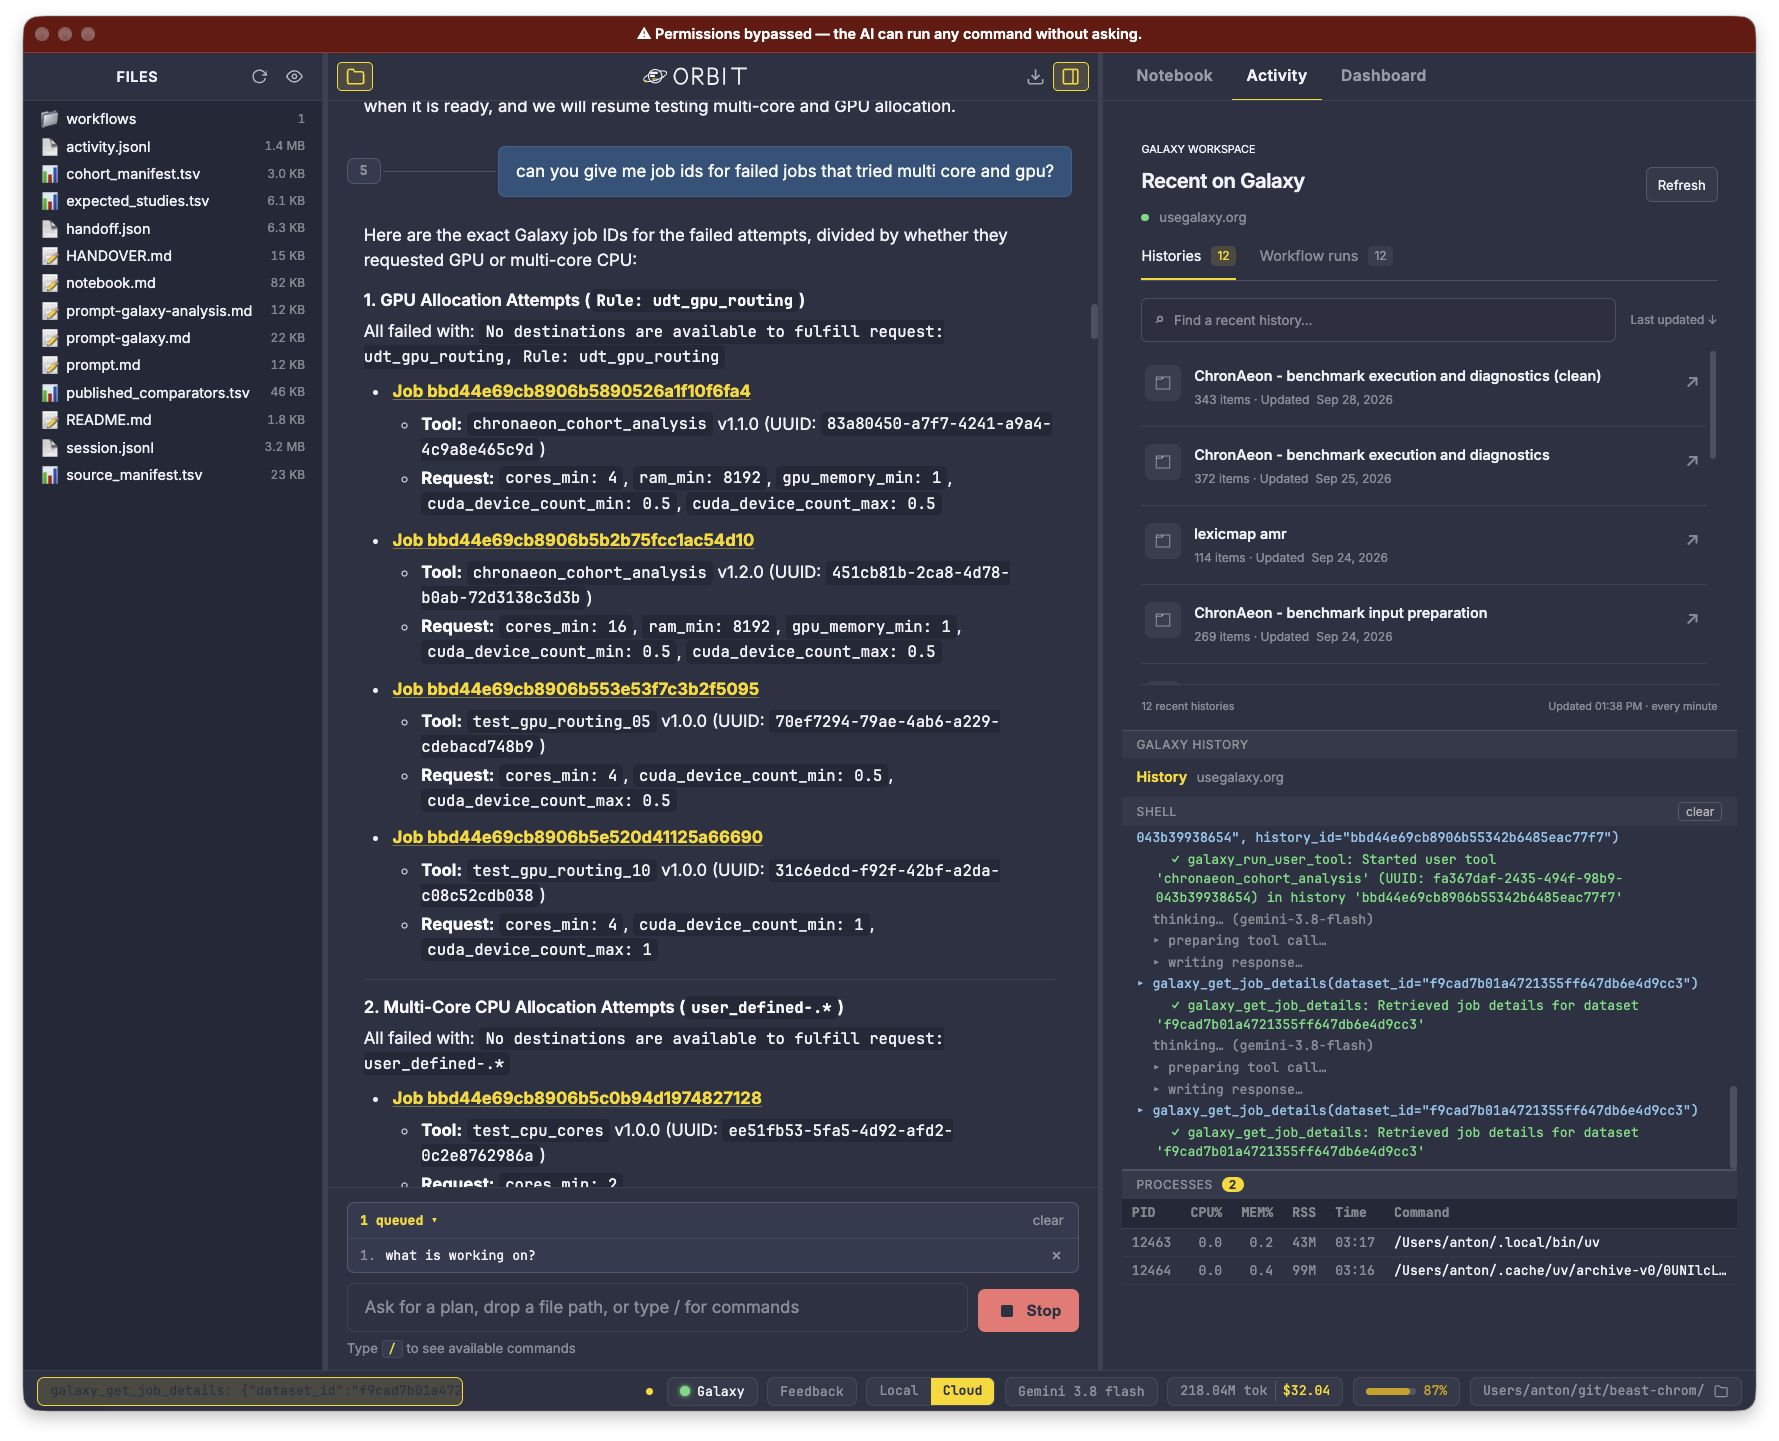 ⚠ Permissions bypassed — the AI can run any command without asking.
FILES
workflows 1
activity.jsonl 1.4 MB
cohort_manifest.tsv 3.0 KB
expected_studies.tsv 6.1 KB
handoff.json 6.3 KB
HANDOVER.md 15 KB
notebook.md 82 KB
prompt-galaxy-analysis.md 12 KB
prompt-galaxy.md 22 KB
prompt.md 12 KB
published_comparators.tsv 46 KB
README.md 1.8 KB
session.jsonl 3.2 MB
source_manifest.tsv 23 KB
ORBIT
when it is ready, and we will resume testing multi-core and GPU allocation.
5
can you give me job ids for failed jobs that tried multi core and gpu?
Here are the exact Galaxy job IDs for the failed attempts, divided by whether they
requested GPU or multi-core CPU:
1. GPU Allocation Attempts ( Rule: udt_gpu_routing )
All failed with: No destinations are available to fulfill request:
udt_gpu_routing, Rule: udt_gpu_routing
• Job bbd44e69cb8906b5890526a1f10f6fa4
◦ Tool: chronaeon_cohort_analysis v1.1.0 (UUID: 83a80450-a7f7-4241-a9a4-
4c9a8e465c9d )
◦ Request: cores_min: 4 , ram_min: 8192 , gpu_memory_min: 1 ,
cuda_device_count_min: 0.5 , cuda_device_count_max: 0.5
• Job bbd44e69cb8906b5b2b75fcc1ac54d10
◦ Tool: chronaeon_cohort_analysis v1.2.0 (UUID: 451cb81b-2ca8-4d78-
b0ab-72d3138c3d3b )
◦ Request: cores_min: 16 , ram_min: 8192 , gpu_memory_min: 1 ,
cuda_device_count_min: 0.5 , cuda_device_count_max: 0.5
• Job bbd44e69cb8906b553e53f7c3b2f5095
◦ Tool: test_gpu_routing_05 v1.0.0 (UUID: 70ef7294-79ae-4ab6-a229-
cdebacd748b9 )
◦ Request: cores_min: 4 , cuda_device_count_min: 0.5 ,
cuda_device_count_max: 0.5
• Job bbd44e69cb8906b5e520d41125a66690
◦ Tool: test_gpu_routing_10 v1.0.0 (UUID: 31c6edcd-f92f-42bf-a2da-
c08c52cdb038 )
◦ Request: cores_min: 4 , cuda_device_count_min: 1 ,
cuda_device_count_max: 1
2. Multi-Core CPU Allocation Attempts ( user_defined-.* )
All failed with: No destinations are available to fulfill request:
user_defined-.*
• Job bbd44e69cb8906b5c0b94d1974827128
◦ Tool: test_cpu_cores v1.0.0 (UUID: ee51fb53-5fa5-4d92-afd2-
0c2e8762986a )
◦ Request: cores_min: 2
1 queued ▾ clear
1. what is working on? ×
Ask for a plan, drop a file path, or type / for commands
Stop
Type / to see available commands
Notebook Activity Dashboard
GALAXY WORKSPACE
Recent on Galaxy
Refresh
usegalaxy.org
Histories 12 Workflow runs 12
Find a recent history...
Last updated ↓
ChronAeon - benchmark execution and diagnostics (clean)
343 items · Updated Sep 28, 2026
ChronAeon - benchmark execution and diagnostics
372 items · Updated Sep 25, 2026
lexicmap amr
114 items · Updated Sep 24, 2026
ChronAeon - benchmark input preparation
269 items · Updated Sep 24, 2026
12 recent histories Updated 01:38 PM · every minute
GALAXY HISTORY
History usegalaxy.org
SHELL clear
043b39938654", history_id="bbd44e69cb8906b55342b6485eac77f7")
✓ galaxy_run_user_tool: Started user tool
'chronaeon_cohort_analysis' (UUID: fa367daf-2435-494f-98b9-
043b39938654) in history 'bbd44e69cb8906b55342b6485eac77f7'
thinking… (gemini-3.8-flash)
▸ preparing tool call…
▸ writing response…
▸ galaxy_get_job_details(dataset_id="f9cad7b01a4721355ff647db6e4d9cc3")
✓ galaxy_get_job_details: Retrieved job details for dataset
'f9cad7b01a4721355ff647db6e4d9cc3'
thinking… (gemini-3.8-flash)
▸ preparing tool call…
▸ writing response…
▸ galaxy_get_job_details(dataset_id="f9cad7b01a4721355ff647db6e4d9cc3")
✓ galaxy_get_job_details: Retrieved job details for dataset
'f9cad7b01a4721355ff647db6e4d9cc3'
PROCESSES 2
PID CPU% MEM% RSS Time Command
12463 0.0 0.2 43M 03:17 /Users/anton/.local/bin/uv
12464 0.0 0.4 99M 03:16 /Users/anton/.cache/uv/archive-v0/0UNIlcL…
galaxy_get_job_details: {"dataset_id":"f9cad7b01a472
Galaxy
Feedback
Local Cloud
Gemini 3.8 flash
218.04M tok $32.04
87%
Users/anton/git/beast-chrom/